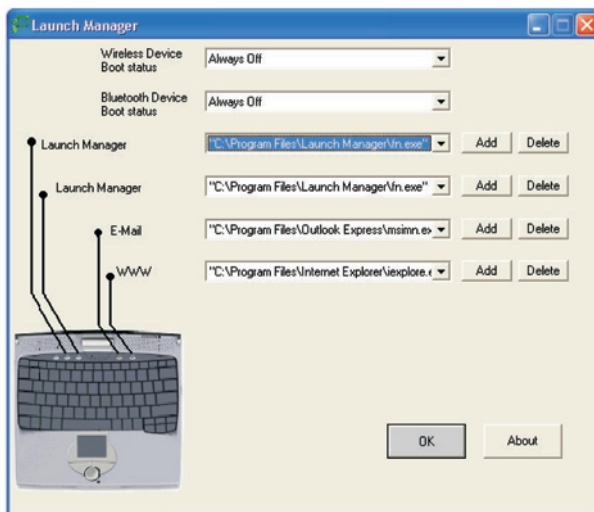 Launch Manager
Wireless Device
Boot status
Always Off
Bluetooth Device
Boot status
Always Off
Launch Manager
"C:\Program Files\Launch Manager\fn.exe"
Add
Delete
Launch Manager
"C:\Program Files\Launch Manager\fn.exe"
Add
Delete
E-Mail
"C:\Program Files\Outlook Express\msimn.ex
Add
Delete
WWW
"C:\Program Files\Internet Explorer\iexplore.e
Add
Delete
OK
About